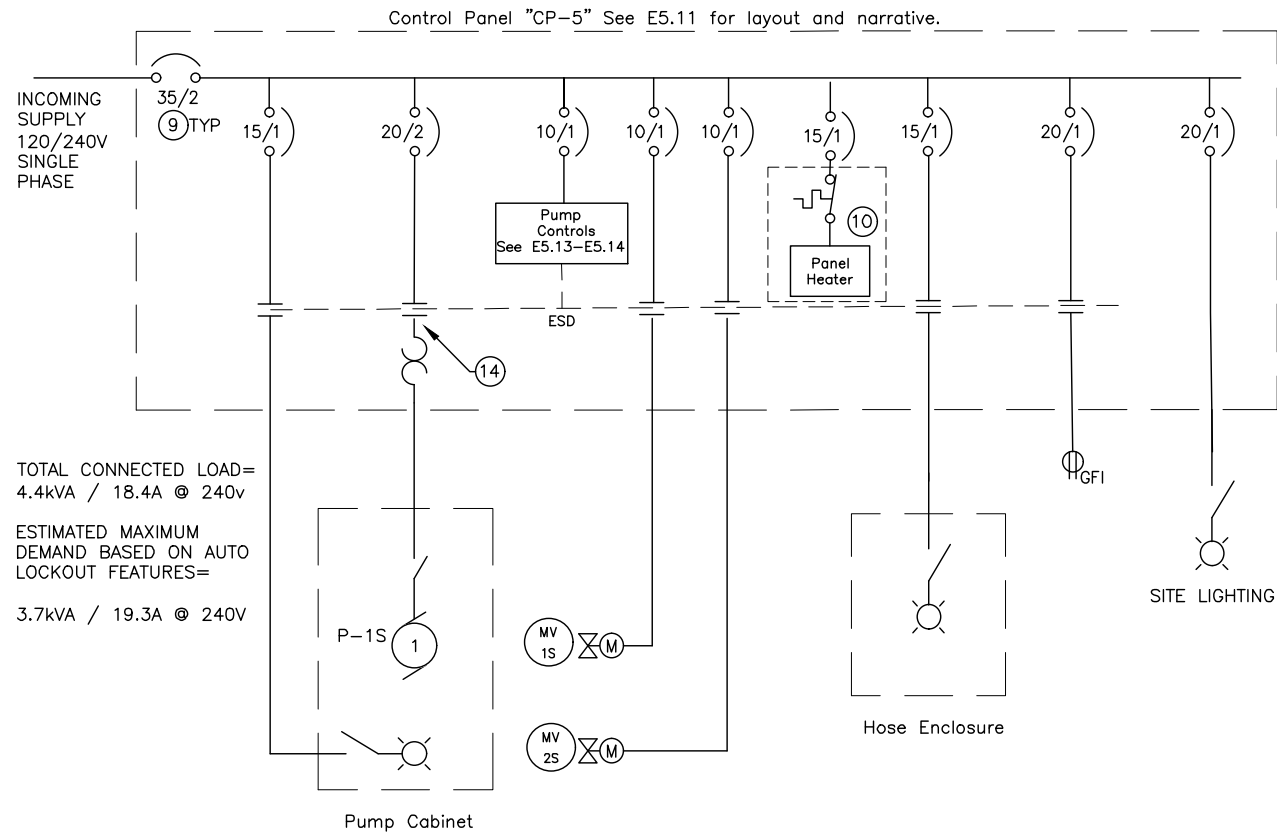 Control Panel "CP-5" See E5.11 for layout and narrative.
INCOMING
SUPPLY
120/240V
SINGLE
PHASE
35/2
9 TYP
15/1
20/2
10/1
10/1
10/1
15/1
15/1
20/1
20/1
Pump
Controls
See E5.13-E5.14
10
Panel
Heater
ESD
14
TOTAL CONNECTED LOAD=
4.4kVA / 18.4A @ 240v
ESTIMATED MAXIMUM
DEMAND BASED ON AUTO
LOCKOUT FEATURES=
3.7kVA / 19.3A @ 240V
GFI
SITE LIGHTING
P-1S
1
MV
1S
M
MV
2S
M
Hose Enclosure
Pump Cabinet